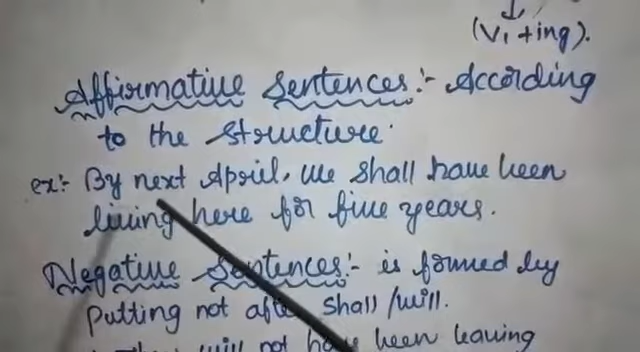 (V1 + ing).
Affirmative Sentences:- According
to the structure.
ex:- By next April, we shall have been
living here for five years.
Negative Sentences:- is formed by
putting not after shall/will.
will not have been leaving